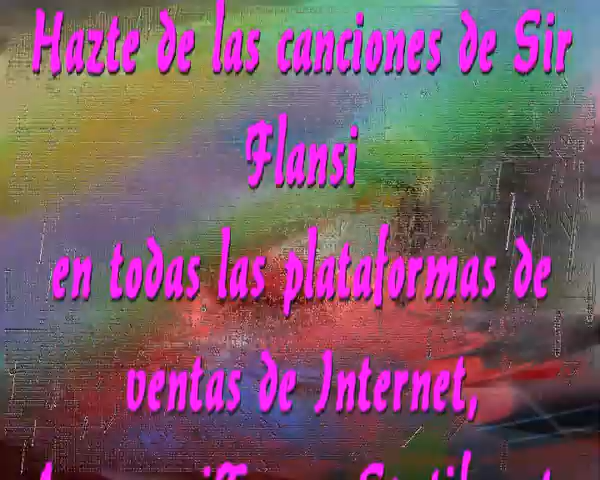 Hazte de las canciones de Sir
Flansi
en todas las plataformas de
ventas de Internet,